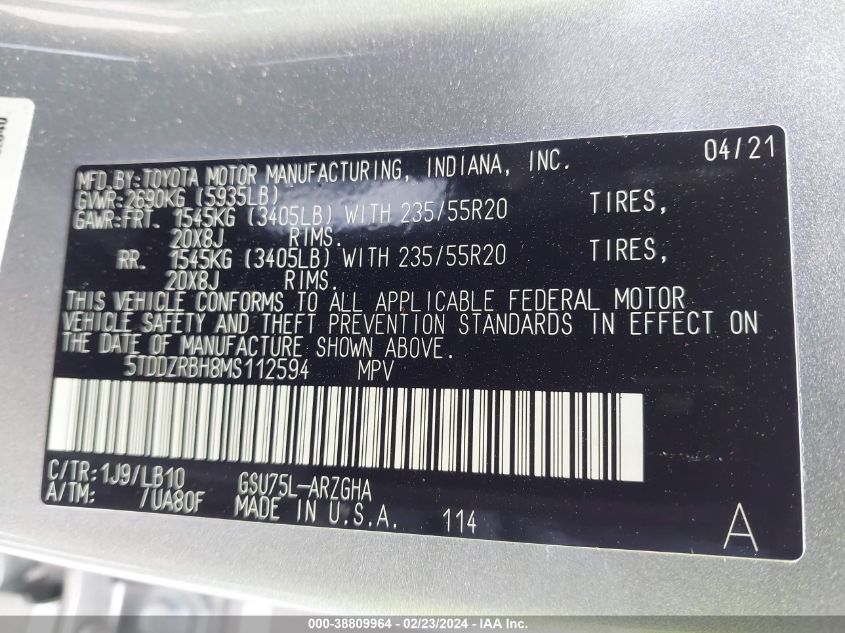 MFD.BY:TOYOTA MOTOR MANUFACTURING, INDIANA, INC. 04/21
GVWR:2690KG (5935LB)
GAWR:FRT. 1545KG (3405LB) WITH 235/55R20 TIRES,
20X8J RIMS.
RR. 1545KG (3405LB) WITH 235/55R20 TIRES,
20X8J RIMS.
THIS VEHICLE CONFORMS TO ALL APPLICABLE FEDERAL MOTOR
VEHICLE SAFETY AND THEFT PREVENTION STANDARDS IN EFFECT ON
THE DATE OF MANUFACTURE SHOWN ABOVE.
5TDDZRBH8MS112594 MPV
C/TR:1J9/LB10 GSU75L-ARZGHA
A/TM: /UA80F MADE IN U.S.A. 114 A
000-38809964 - 02/23/2024 - IAA Inc.